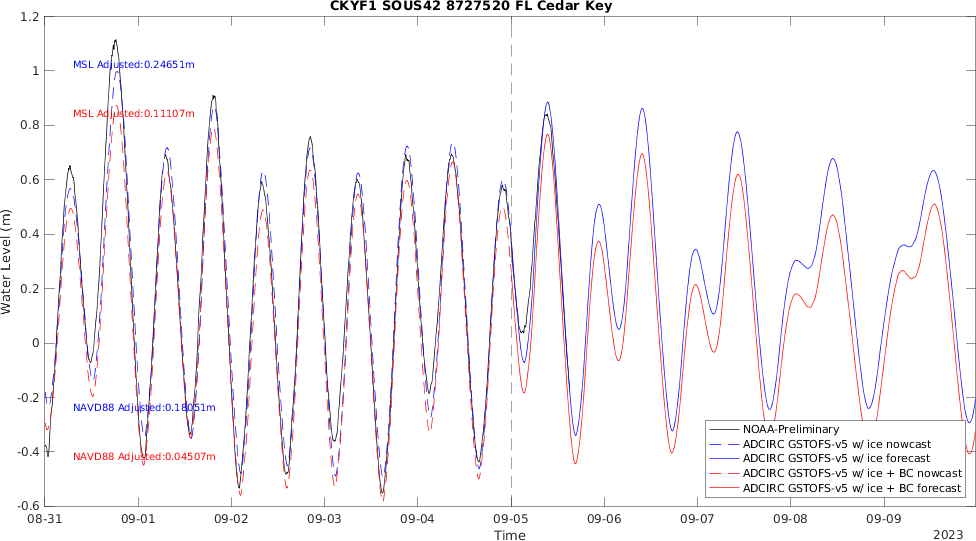 CKYF1 SOUS42 8727520 FL Cedar Key
1.2
1
0.8
0.6
0.4
0.2
0
-0.2
-0.4
-0.6
Water Level (m)
MSL Adjusted:0.24651m
MSL Adjusted:0.11107m
NAVD88 Adjusted:0.18051m
NAVD88 Adjusted:0.04507m
NOAA-Preliminary
ADCIRC GSTOFS-v5 w/ ice nowcast
ADCIRC GSTOFS-v5 w/ ice forecast
ADCIRC GSTOFS-v5 w/ ice + BC nowcast
ADCIRC GSTOFS-v5 w/ ice + BC forecast
08-31 09-01 09-02 09-03 09-04 09-05 09-06 09-07 09-08 09-09
Time
2023